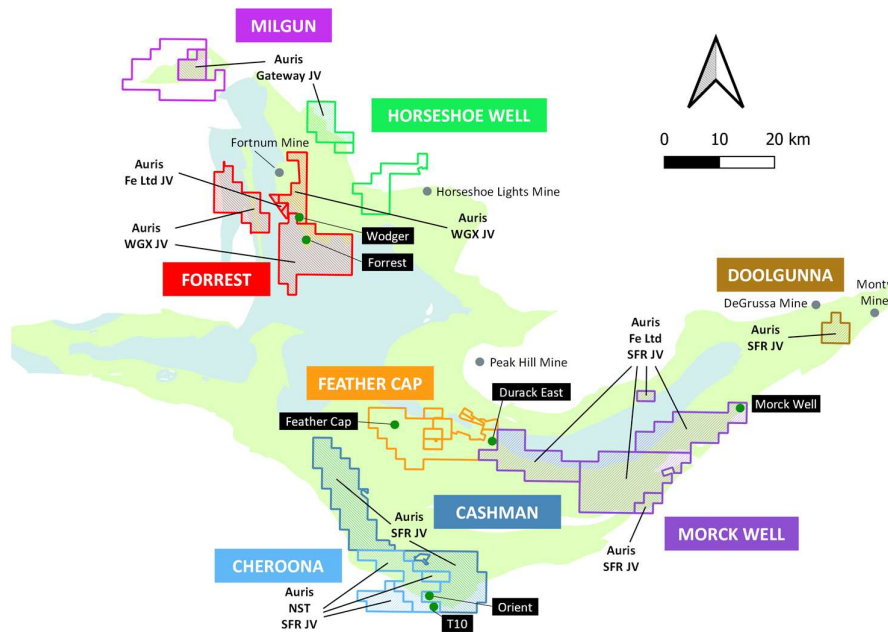 MILGUN
Auris
Gateway JV
HORSESHOE WELL
0
10
20 km
Fortnum Mine
Auris
Fe Ltd JV
Horseshoe Lights Mine
Auris
WGX JV
Auris
WGX JV
Wodger
Forrest
FORREST
DOOLGUNNA
DeGrussa Mine
Monty
Mine
Auris
Fe Ltd
SFR JV
Auris
SFR JV
Peak Hill Mine
FEATHER CAP
Durack East
Feather Cap
Morck Well
CASHMAN
Auris
SFR JV
MORCK WELL
Auris
SFR JV
CHEROONA
Auris
NST
SFR JV
Orient
T10